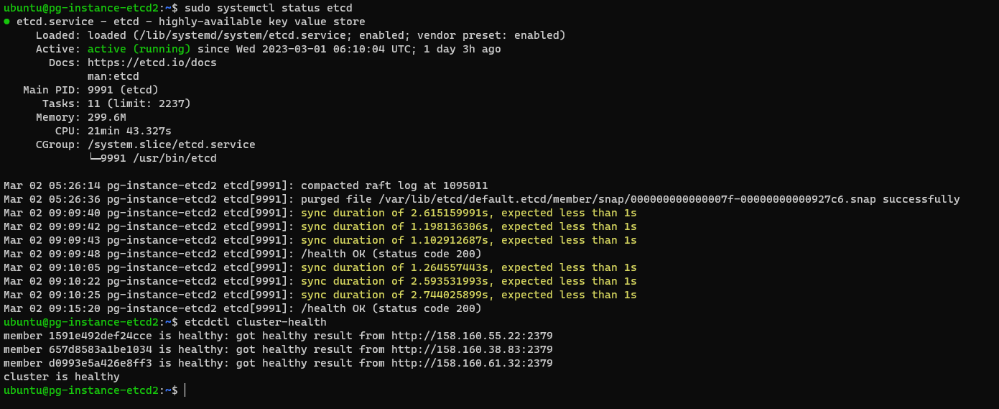 ubuntu@pg-instance-etcd2:~$ sudo systemctl status etcd
● etcd.service - etcd - highly-available key value store
     Loaded: loaded (/lib/systemd/system/etcd.service; enabled; vendor preset: enabled)
     Active: active (running) since Wed 2023-03-01 06:10:04 UTC; 1 day 3h ago
       Docs: https://etcd.io/docs
             man:etcd
   Main PID: 9991 (etcd)
      Tasks: 11 (limit: 2237)
     Memory: 299.6M
        CPU: 21min 43.327s
     CGroup: /system.slice/etcd.service
             └─9991 /usr/bin/etcd

Mar 02 05:26:14 pg-instance-etcd2 etcd[9991]: compacted raft log at 1095011
Mar 02 05:26:36 pg-instance-etcd2 etcd[9991]: purged file /var/lib/etcd/default.etcd/member/snap/000000000000007f-00000000000927c6.snap successfully
Mar 02 09:09:40 pg-instance-etcd2 etcd[9991]: sync duration of 2.615159991s, expected less than 1s
Mar 02 09:09:42 pg-instance-etcd2 etcd[9991]: sync duration of 1.198136306s, expected less than 1s
Mar 02 09:09:43 pg-instance-etcd2 etcd[9991]: sync duration of 1.102912687s, expected less than 1s
Mar 02 09:09:48 pg-instance-etcd2 etcd[9991]: /health OK (status code 200)
Mar 02 09:10:05 pg-instance-etcd2 etcd[9991]: sync duration of 1.264557443s, expected less than 1s
Mar 02 09:10:22 pg-instance-etcd2 etcd[9991]: sync duration of 2.593531993s, expected less than 1s
Mar 02 09:10:25 pg-instance-etcd2 etcd[9991]: sync duration of 2.744025899s, expected less than 1s
Mar 02 09:15:20 pg-instance-etcd2 etcd[9991]: /health OK (status code 200)
ubuntu@pg-instance-etcd2:~$ etcdctl cluster-health
member 1591e492def24cce is healthy: got healthy result from http://158.160.55.22:2379
member 657d8583a1be1034 is healthy: got healthy result from http://158.160.38.83:2379
member d0993e5a426e8ff3 is healthy: got healthy result from http://158.160.61.32:2379
cluster is healthy
ubuntu@pg-instance-etcd2:~$